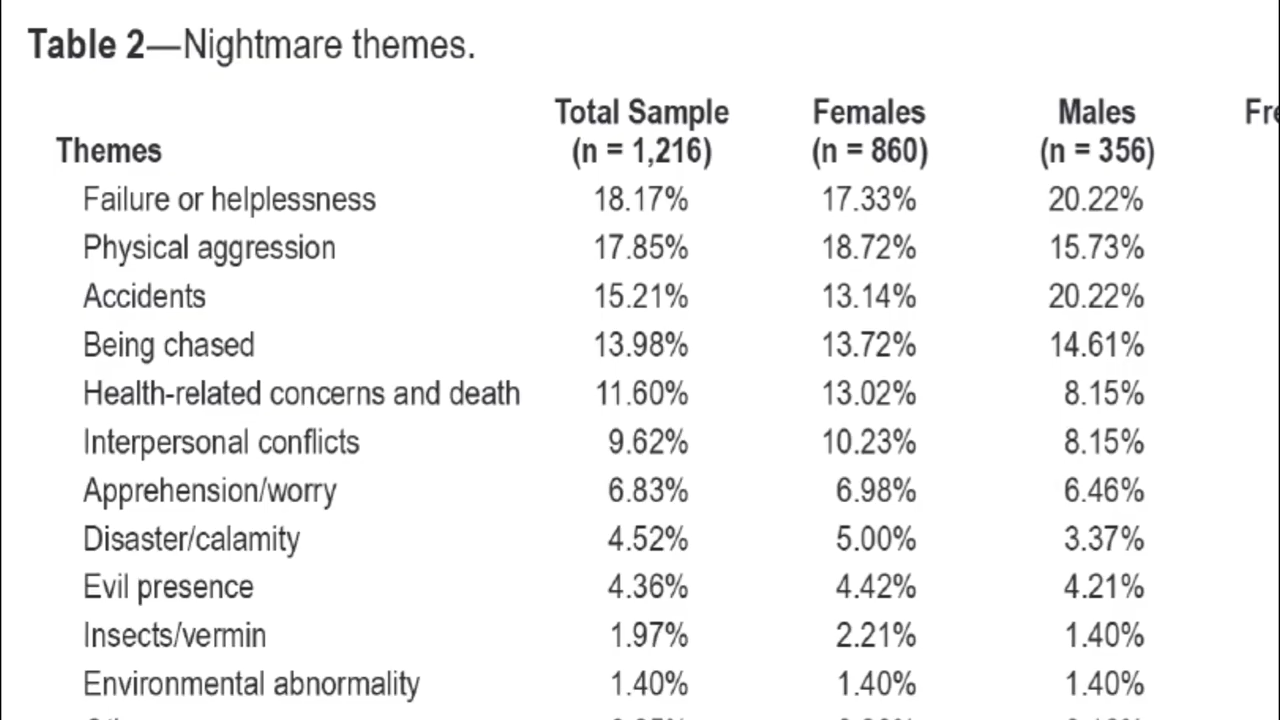 Table 2—Nightmare themes.
Total Sample Females Males
Themes (n = 1,216) (n = 860) (n = 356)
Failure or helplessness 18.17% 17.33% 20.22%
Physical aggression 17.85% 18.72% 15.73%
Accidents 15.21% 13.14% 20.22%
Being chased 13.98% 13.72% 14.61%
Health-related concerns and death 11.60% 13.02% 8.15%
Interpersonal conflicts 9.62% 10.23% 8.15%
Apprehension/worry 6.83% 6.98% 6.46%
Disaster/calamity 4.52% 5.00% 3.37%
Evil presence 4.36% 4.42% 4.21%
Insects/vermin 1.97% 2.21% 1.40%
Environmental abnormality 1.40% 1.40% 1.40%